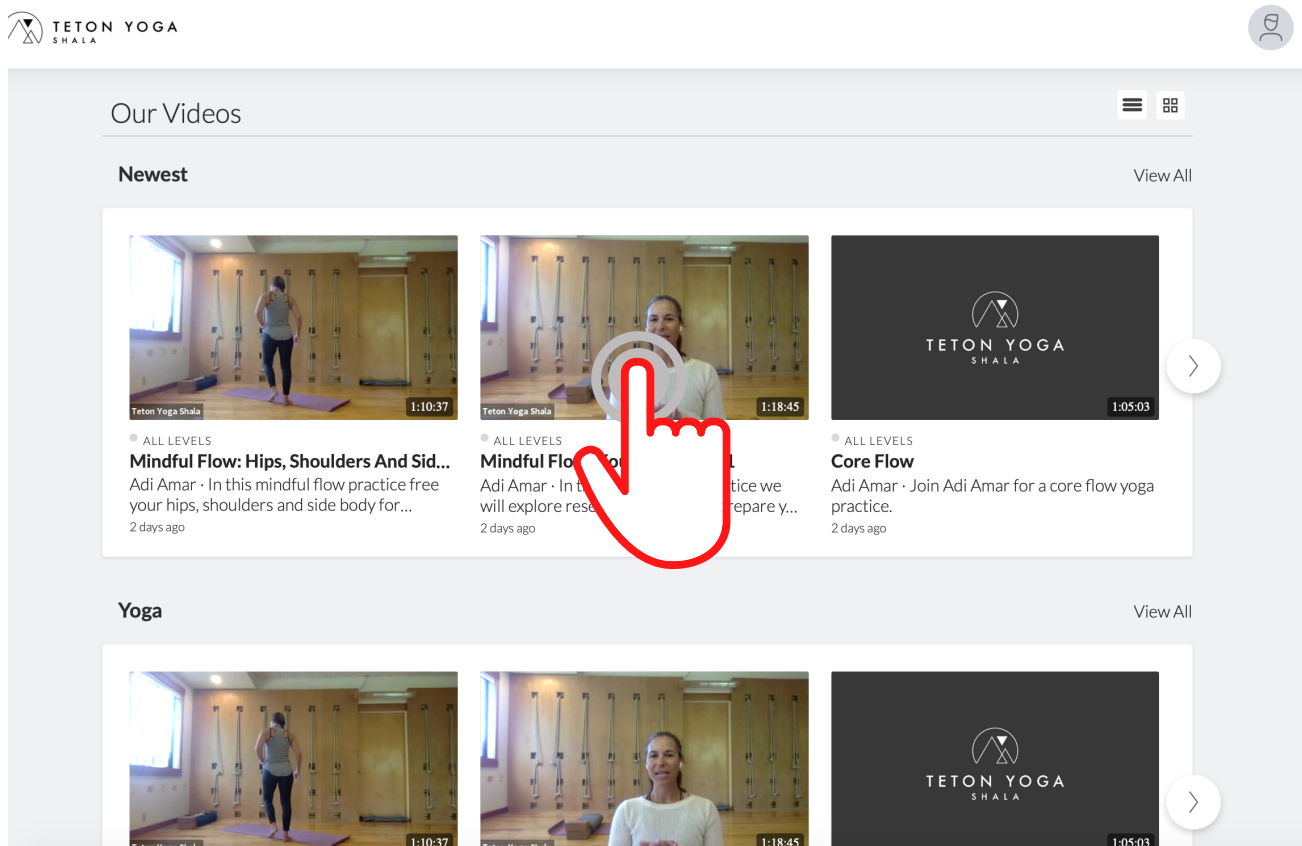 TETON YOGA
SHALA
Our Videos
Newest
View All
Teton Yoga Shala
1:10:37
Teton Yoga Shala
1:18:45
TETON YOGA
SHALA
1:05:03
ALL LEVELS
Mindful Flow: Hips, Shoulders And Sid...
Adi Amar · In this mindful flow practice free
your hips, shoulders and side body for...
2 days ago
ALL LEVELS
Mindful
Adi Amar · In we
will explore
2 days ago
ALL LEVELS
Core Flow
Adi Amar · Join Adi Amar for a core flow yoga
practice.
2 days ago
Yoga
View All
1:10:37
1:18:45
TETON YOGA
SHALA
1:05:03